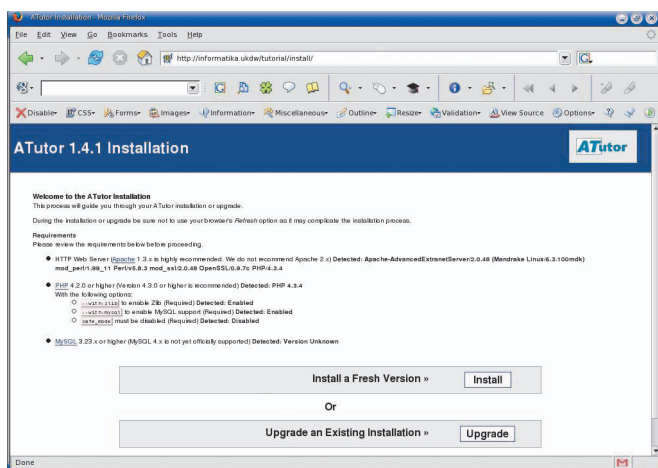 ATutor Installation - Mozilla Firefox
File Edit View Go Bookmarks Tools Help
http://informatika.ukdw/tutorial/install/
Disable CSS Forms Images Information Miscellaneous Outline Resize Validation View Source Options
ATutor 1.4.1 Installation
ATutor
Welcome to the ATutor Installation
This process will guide you through your ATutor installation or upgrade.
During the installation or upgrade be sure not to use your browser's Refresh option as it may complicate the installation process.
Requirements
Please review the requirements below before proceeding.
HTTP Web Server (Apache 1.3.x is highly recommended. We do not recommend Apache 2.x) Detected: Apache-AdvancedExtranetServer/2.0.48 (Mandrake Linux/6.3.100mdk)
mod_perl/1.99_11 Perl/v5.8.3 mod_ssl/2.0.48 OpenSSL/0.9.7c PHP/4.3.4
PHP 4.2.0 or higher (Version 4.3.0 or higher is recommended) Detected: PHP 4.3.4
With the following options:
--with-zlib to enable Zlib (Required) Detected: Enabled
--with-mysql to enable MySQL support (Required) Detected: Enabled
safe_mode must be disabled (Required) Detected: Disabled
MySQL 3.23.x or higher (MySQL 4.x is not yet officially supported) Detected: Version Unknown
Install a Fresh Version »
Install
Or
Upgrade an Existing Installation »
Upgrade
Done